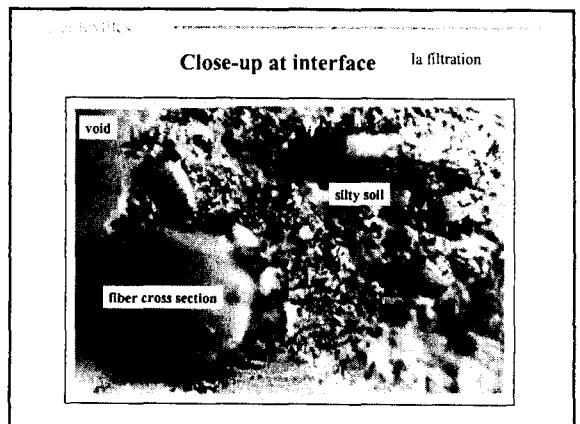 Close-up at interface
la filtration
void
silty soil
fiber cross section